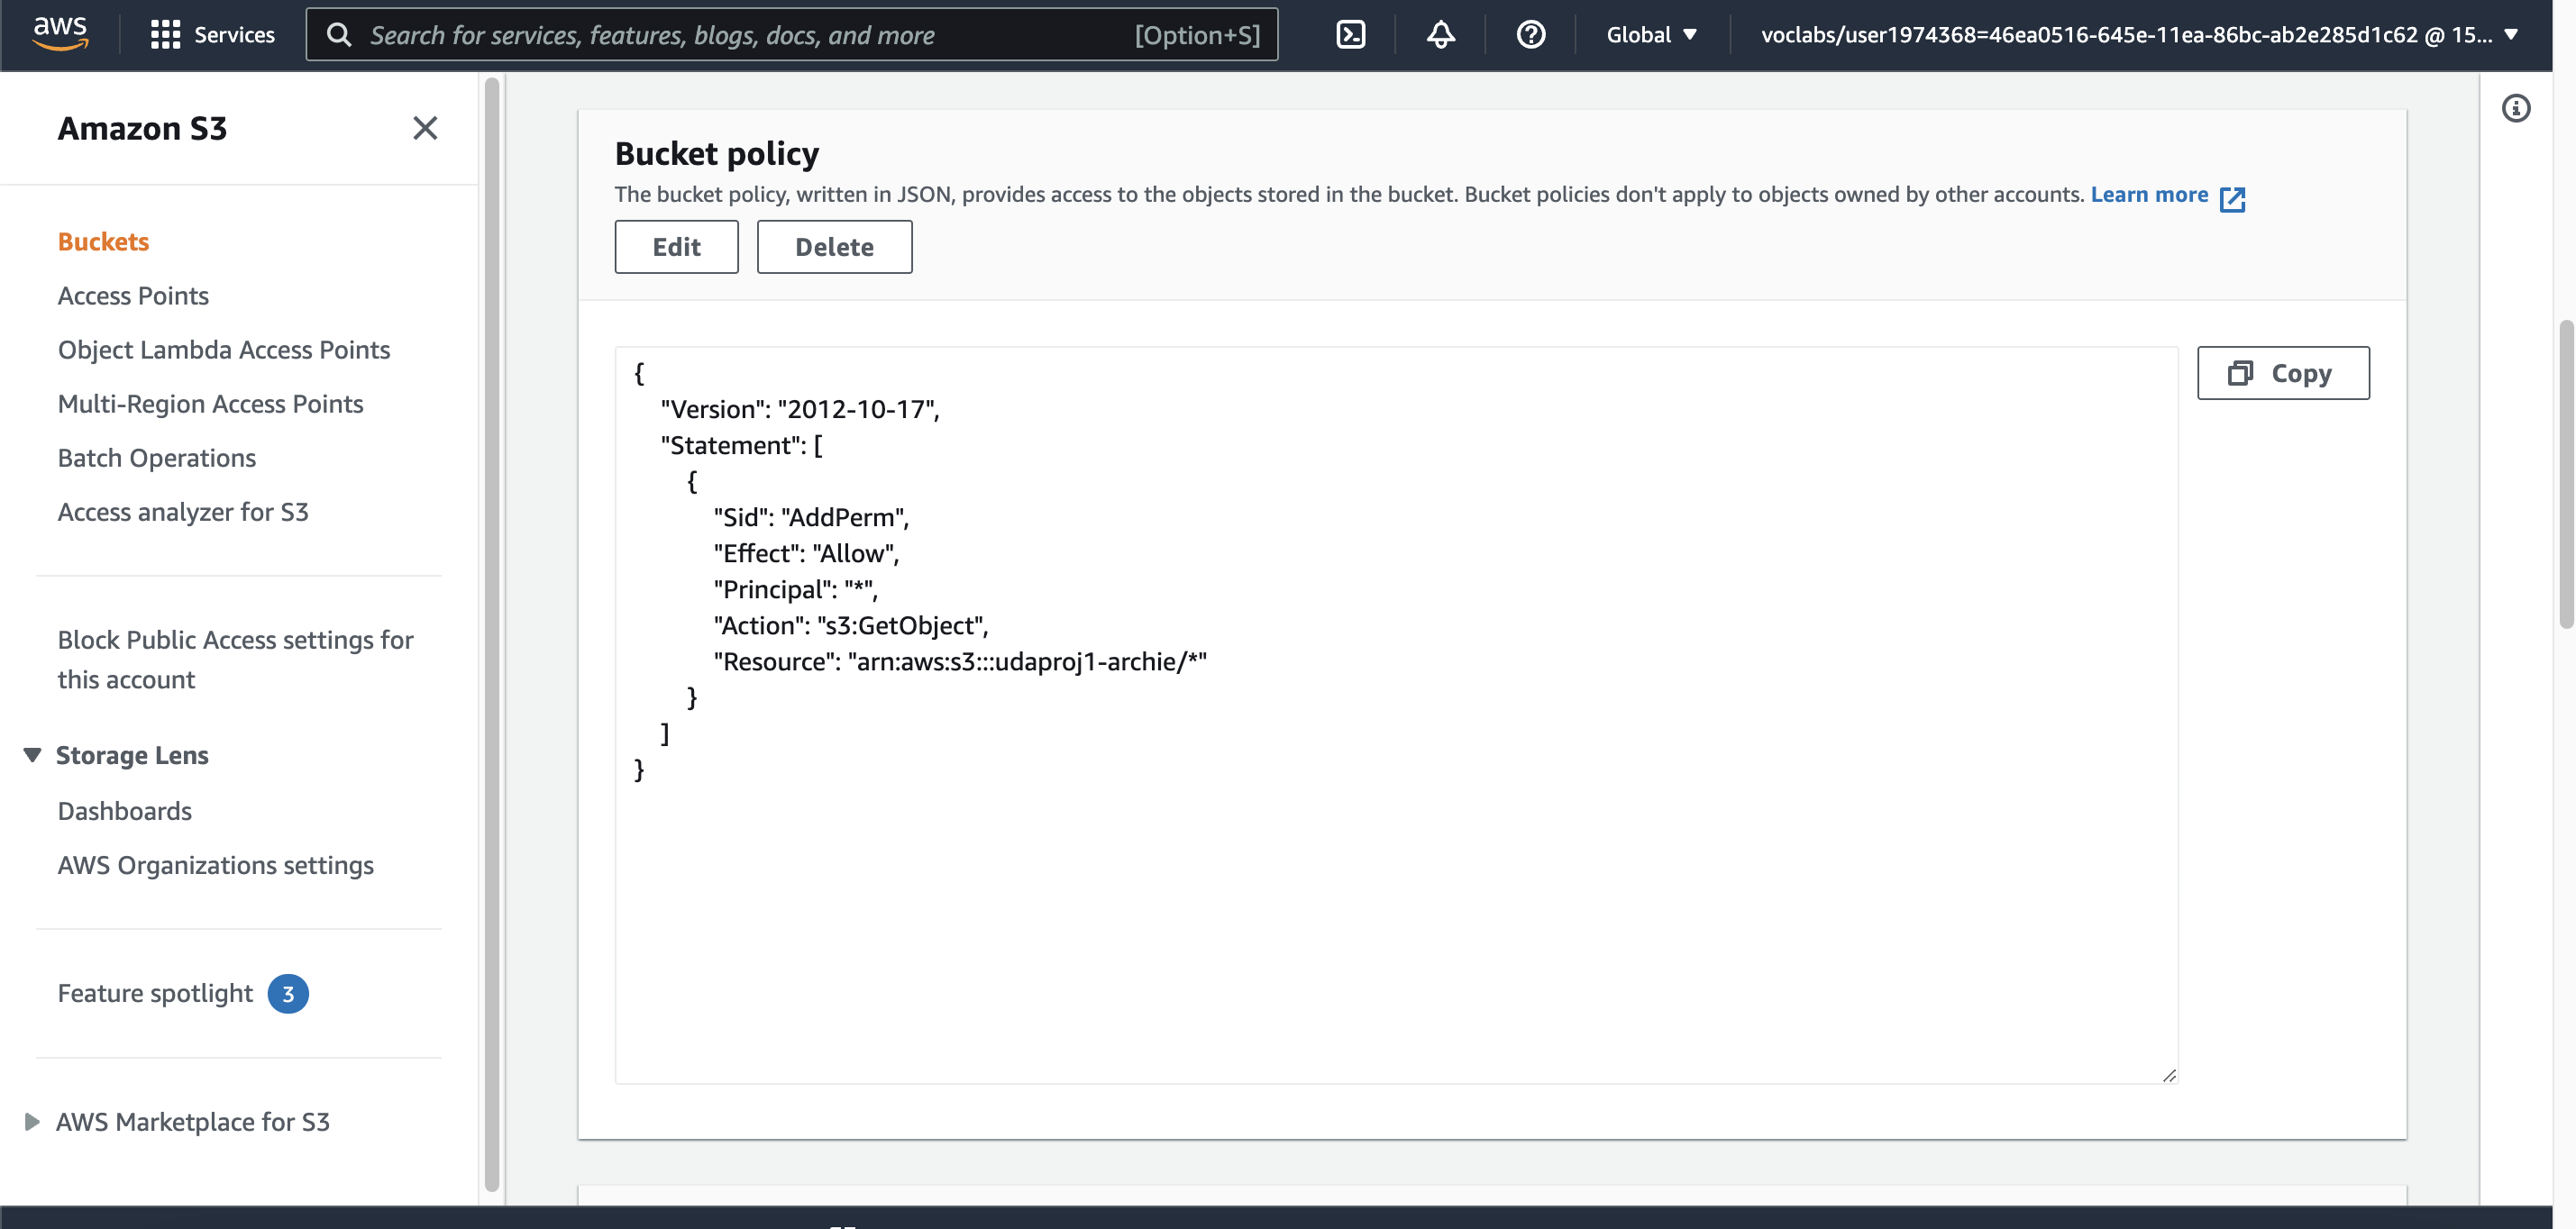 aws
Services
Search for services, features, blogs, docs, and more
[Option+S]
Global
voclabs/user1974368=46ea0516-645e-11ea-86bc-ab2e285d1c62 @ 15...
Amazon S3
Buckets
Access Points
Object Lambda Access Points
Multi-Region Access Points
Batch Operations
Access analyzer for S3
Block Public Access settings for
this account
Storage Lens
Dashboards
AWS Organizations settings
Feature spotlight 3
AWS Marketplace for S3
Bucket policy
The bucket policy, written in JSON, provides access to the objects stored in the bucket. Bucket policies don't apply to objects owned by other accounts. Learn more
Edit
Delete
{
"Version": "2012-10-17",
"Statement": [
{
"Sid": "AddPerm",
"Effect": "Allow",
"Principal": "*",
"Action": "s3:GetObject",
"Resource": "arn:aws:s3:::udaproj1-archie/*"
}
]
}
Copy